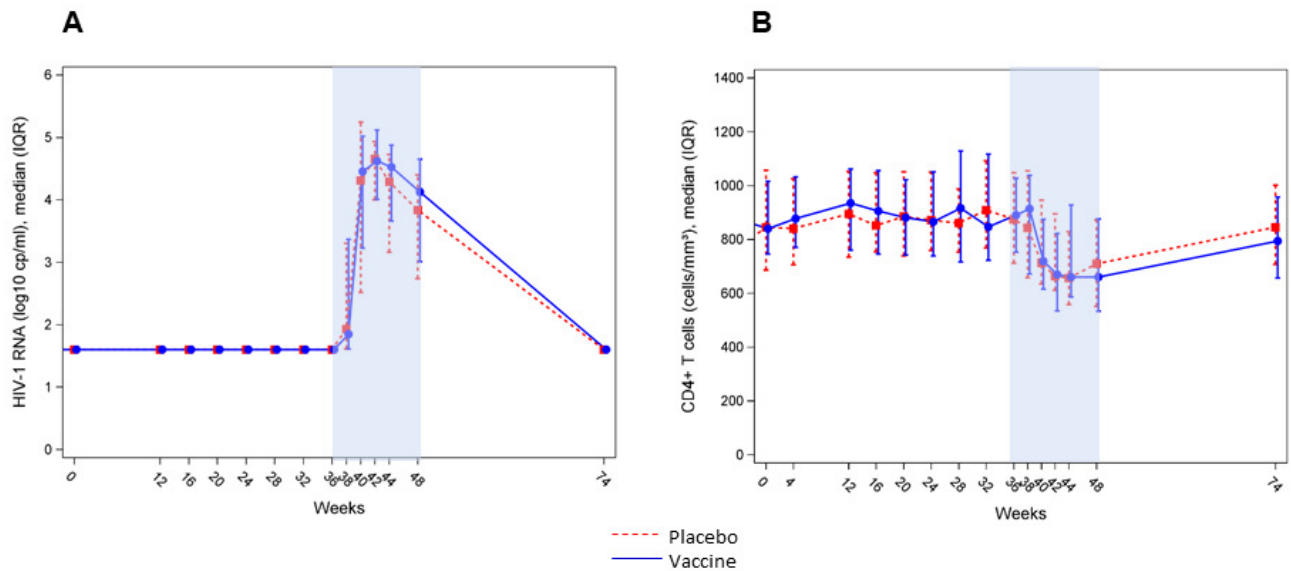 A
HIV-1 RNA (log10 cp/ml), median (IQR)
6
5
4
3
2
1
0
0 12 16 20 24 28 32 36 38 40 42 44 48 74
Weeks
B
CD4+ T cells (cells/mm³), median (IQR)
1400
1200
1000
800
600
400
200
0
0 4 12 16 20 24 28 32 36 38 40 42 44 48 74
Weeks
Placebo
Vaccine